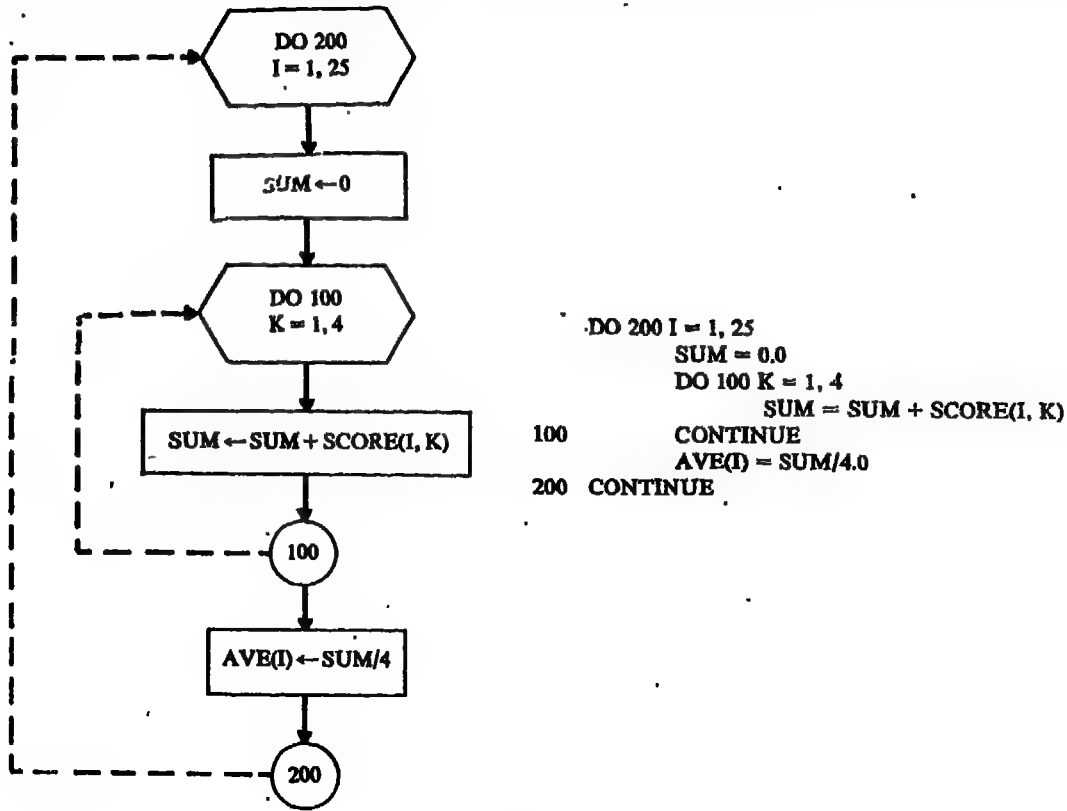 DO 200
I = 1, 25
SUM ← 0
DO 100
K = 1, 4
SUM ← SUM + SCORE(I, K)
100
AVE(I) ← SUM/4
200
DO 200 I = 1, 25
SUM = 0.0
DO 100 K = 1, 4
SUM = SUM + SCORE(I, K)
100 CONTINUE
AVE(I) = SUM/4.0
200 CONTINUE